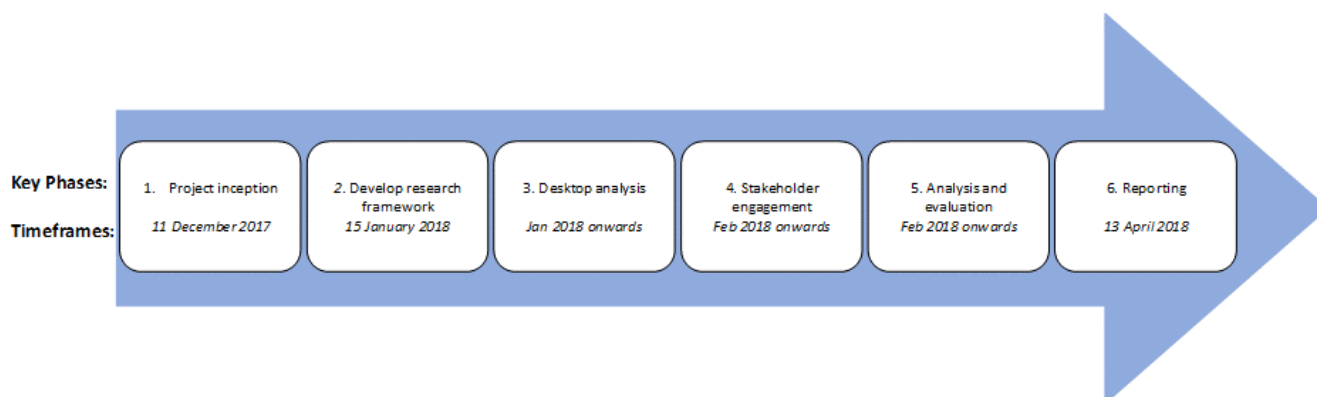 Key Phases:
Timeframes:
1. Project inception
11 December 2017
2. Develop research
framework
15 January 2018
3. Desktop analysis
Jan 2018 onwards
4. Stakeholder
engagement
Feb 2018 onwards
5. Analysis and
evaluation
Feb 2018 onwards
6. Reporting
13 April 2018